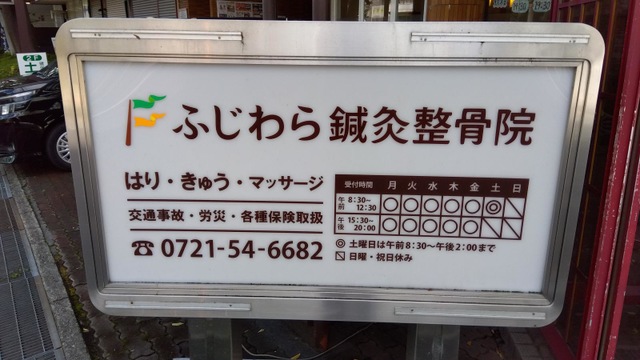 ふじわら鍼灸整骨院
はり・きゅう・マッサージ
交通事故・労災・各種保険取扱
☎ 0721-54-6682
受付時間 月 火 水 木 金 土 日
午前 8:30~12:30 ○ ○ ○ ○ ○ ◎
午後 15:30~20:00 ○ ○ ○ ○ ○
◎ 土曜日は午前8:30~午後2:00まで
日曜・祝日休み